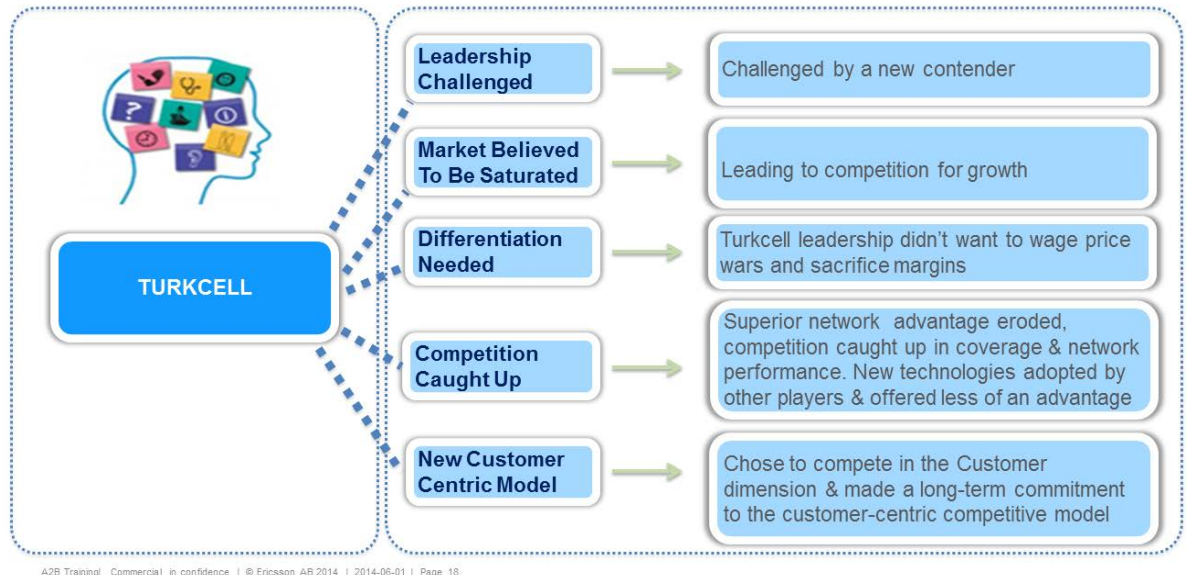 Leadership
Challenged
Challenged by a new contender
Market Believed
To Be Saturated
Leading to competition for growth
Differentiation
Needed
Turkcell leadership didn't want to wage price
wars and sacrifice margins
TURKCELL
Competition
Caught Up
Superior network advantage eroded,
competition caught up in coverage & network
performance. New technologies adopted by
other players & offered less of an advantage
New Customer
Centric Model
Chose to compete in the Customer
dimension & made a long-term commitment
to the customer-centric competitive model
A2B Training| Commercial in confidence | © Ericsson AB 2014 | 2014-06-01 | Page 18